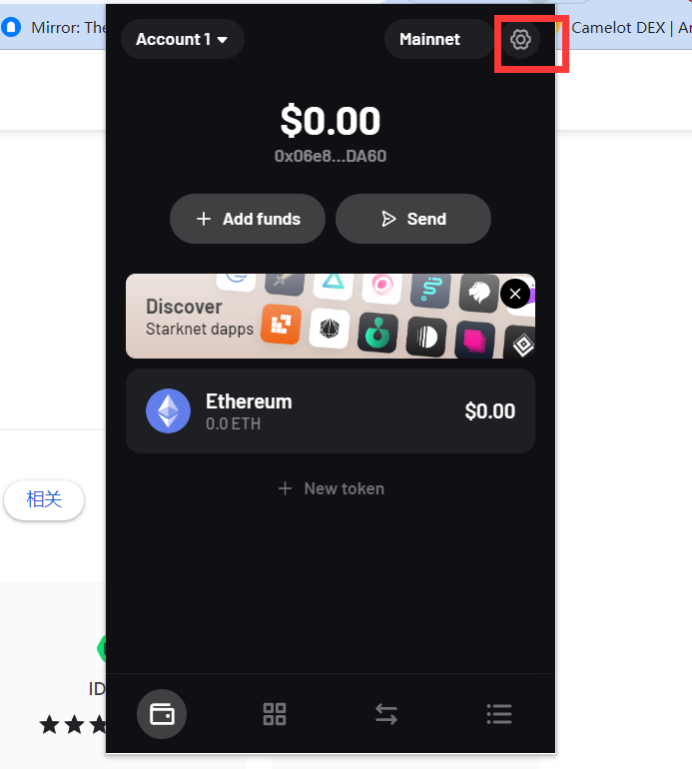 Mirror: The
Camelot DEX | Ar
Account 1
Mainnet
$0.00
0x06e8...DA60
+ Add funds
Send
Discover
Starknet dapps
Ethereum
0.0 ETH
$0.00
+ New token
相关
ID